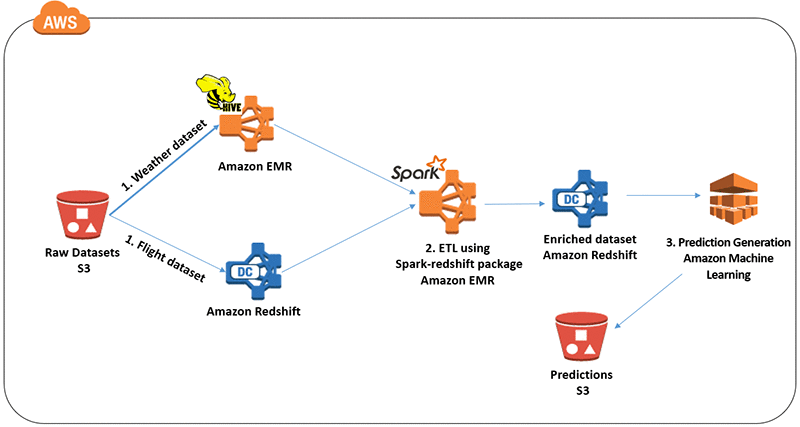 AWS
HIVE
Amazon EMR
1. Weather dataset
Raw Datasets
S3
1. Flight dataset
DC
Amazon Redshift
Spark
2. ETL using
Spark-redshift package
Amazon EMR
DC
Enriched dataset
Amazon Redshift
3. Prediction Generation
Amazon Machine
Learning
Predictions
S3